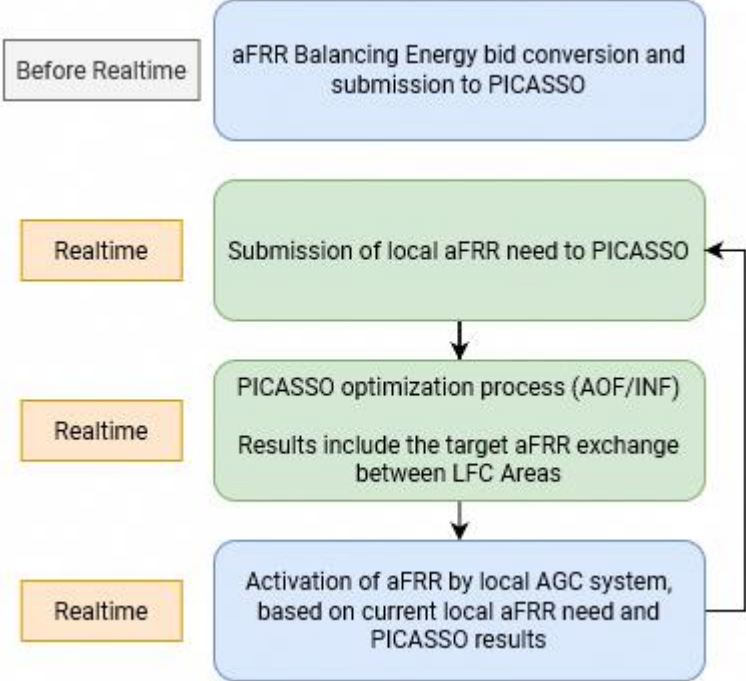 Before Realtime
aFRR Balancing Energy bid conversion and
submission to PICASSO
Realtime
Submission of local aFRR need to PICASSO
Realtime
PICASSO optimization process (AOF/INF)
Results include the target aFRR exchange
between LFC Areas
Realtime
Activation of aFRR by local AGC system,
based on current local aFRR need and
PICASSO results